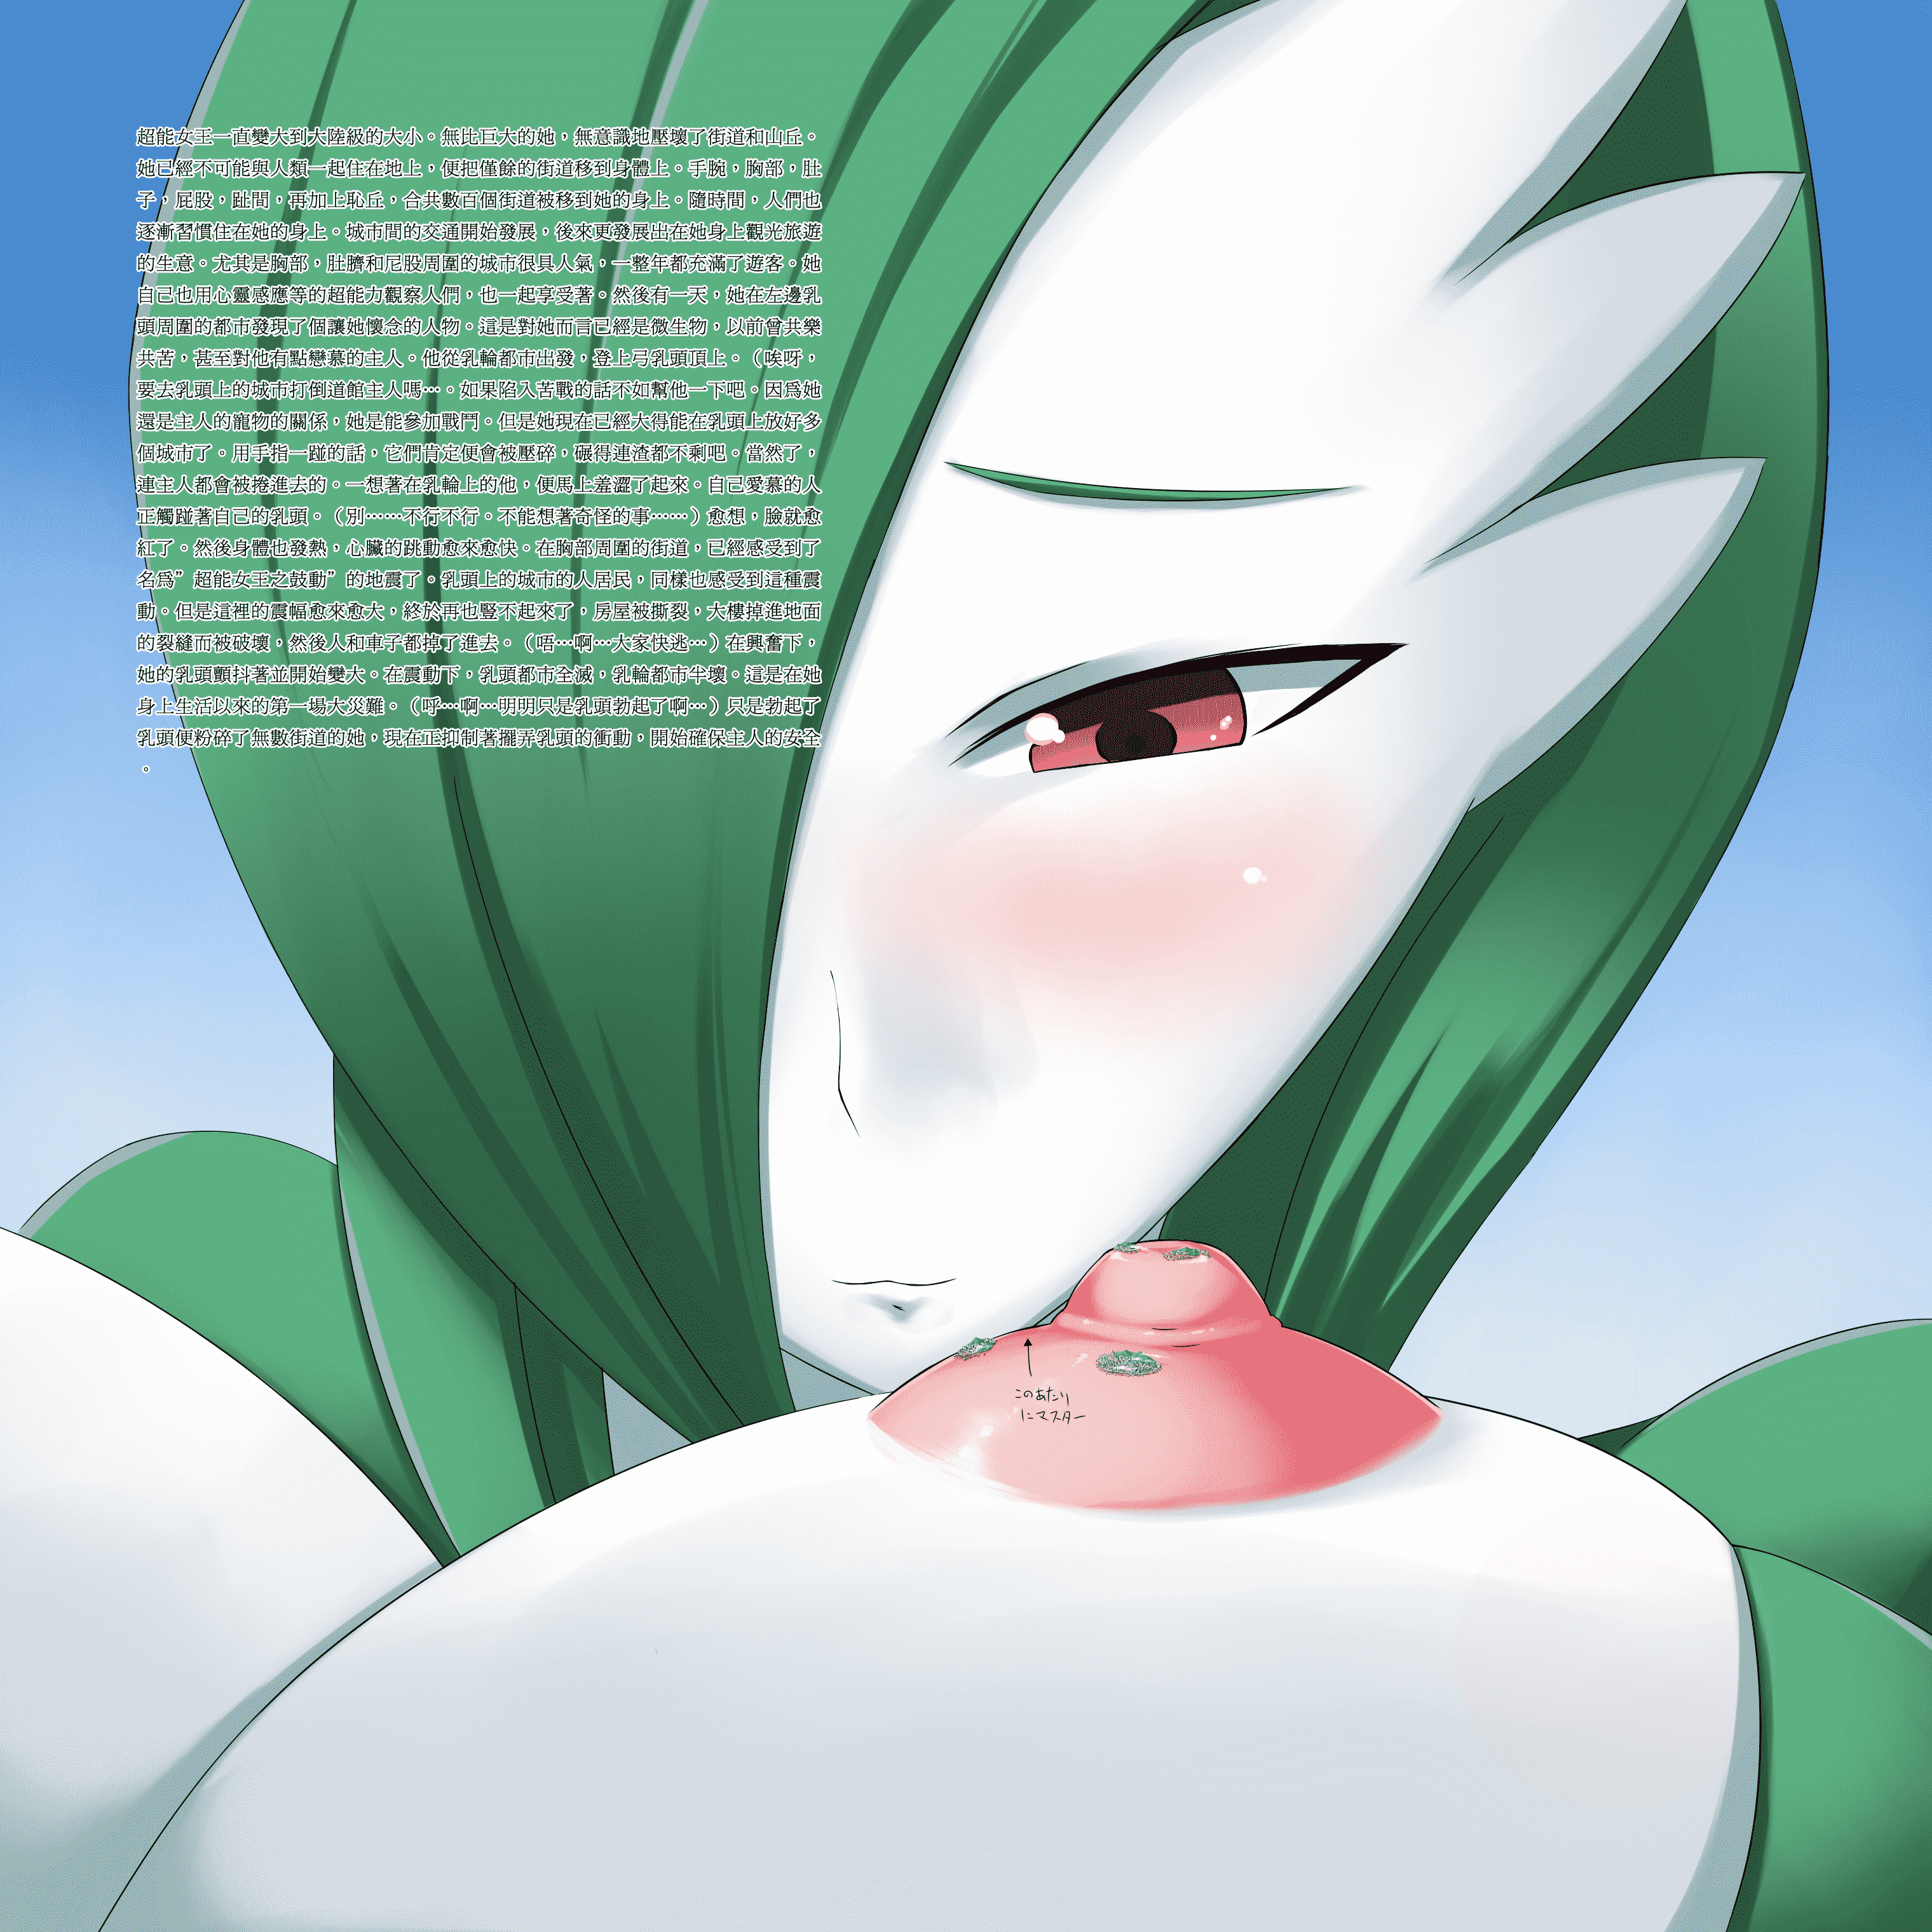 超能女王一直變大到大陸級的大小。無比巨大的她，無意識地壓壞了街道和山丘。
她已經不可能與人類一起住在地上，便把僅餘的街道移到身體上。手腕，胸部，肚
子，屁股，趾間，再加上恥丘，合共數百個街道被移到她的身上。隨時間，人們也
逐漸習慣住在她的身上。城市間的交通開始發展，後來更發展出在她身上觀光旅遊
的生意。尤其是胸部，肚臍和尼股周圍的城市很具人氣，一整年都充滿了遊客。她
自己也用心靈感應等的超能力觀察人們，也一起享受著。然後有一天，她在左邊乳
頭周圍的都市發現了個讓她懷念的人物。這是對她而言已經是微生物，以前曾共樂
共苦，甚至對他有點戀慕的主人。他從乳輪都市出發，登上弓乳頭頂上。（唉呀，
要去乳頭上的城市打倒道館主人嗎…。如果陷入苦戰的話不如幫他一下吧。因爲她
還是主人的寵物的關係，她是能參加戰鬥。但是她現在已經大得能在乳頭上放好多
個城市了。用手指一踫的話，它們肯定便會被壓碎，碾得連渣都不剩吧。當然了，
連主人都會被捲進去的。一想著在乳輪上的他，便馬上羞澀了起來。自己愛慕的人
正觸踫著自己的乳頭。（別……不行不行。不能想著奇怪的事……）愈想，臉就愈
紅了。然後身體也發熱，心臟的跳動愈來愈快。在胸部周圍的街道，已經感受到了
名爲”超能女王之鼓動”的地震了。乳頭上的城市的人居民，同樣也感受到這種震
動。但是這裡的震幅愈來愈大，終於再也豎不起來了，房屋被撕裂，大樓掉進地面
的裂縫而被破壞，然後人和車子都掉了進去。（唔…啊…大家快逃…）在興奮下，
她的乳頭顫抖著並開始變大。在震動下，乳頭都市全滅，乳輪都市半壞。這是在她
身上生活以來的第一場大災難。（呼…啊…明明只是乳頭勃起了啊…）只是勃起了
乳頭便粉碎了無數街道的她，現在正抑制著擺弄乳頭的衝動，開始確保主人的安全
。
このあたり
にマスター